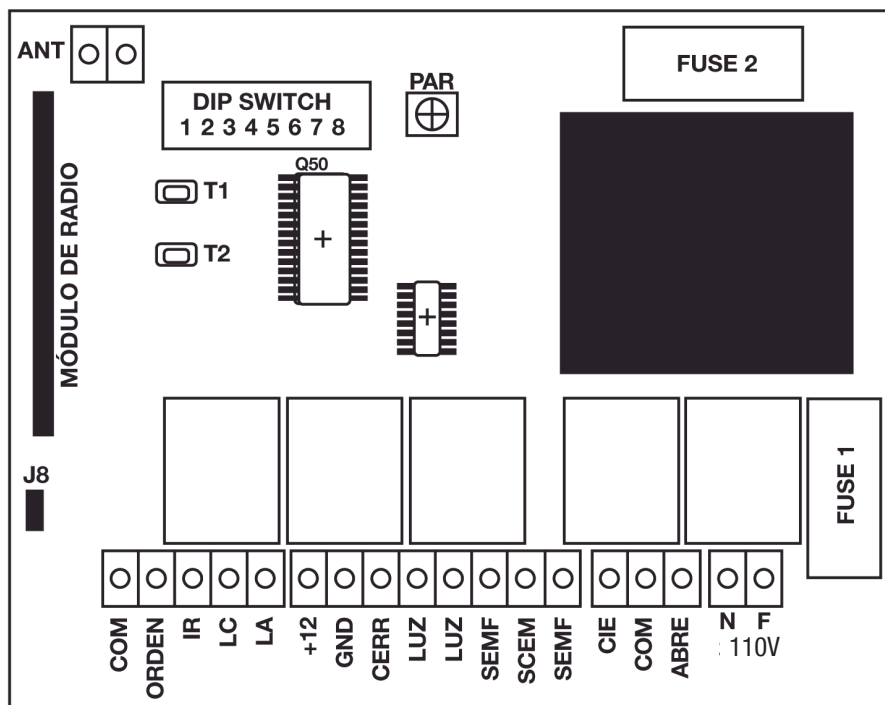 ANT
FUSE 2
PAR
DIP SWITCH
1 2 3 4 5 6 7 8
Q50
T1
T2
MÓDULO DE RADIO
J8
FUSE 1
COM
ORDEN
IR
LC
LA
+12
GND
CERR
LUZ
LUZ
SEMF
SCEM
SEMF
CIE
COM
ABRE
N F
: 110V